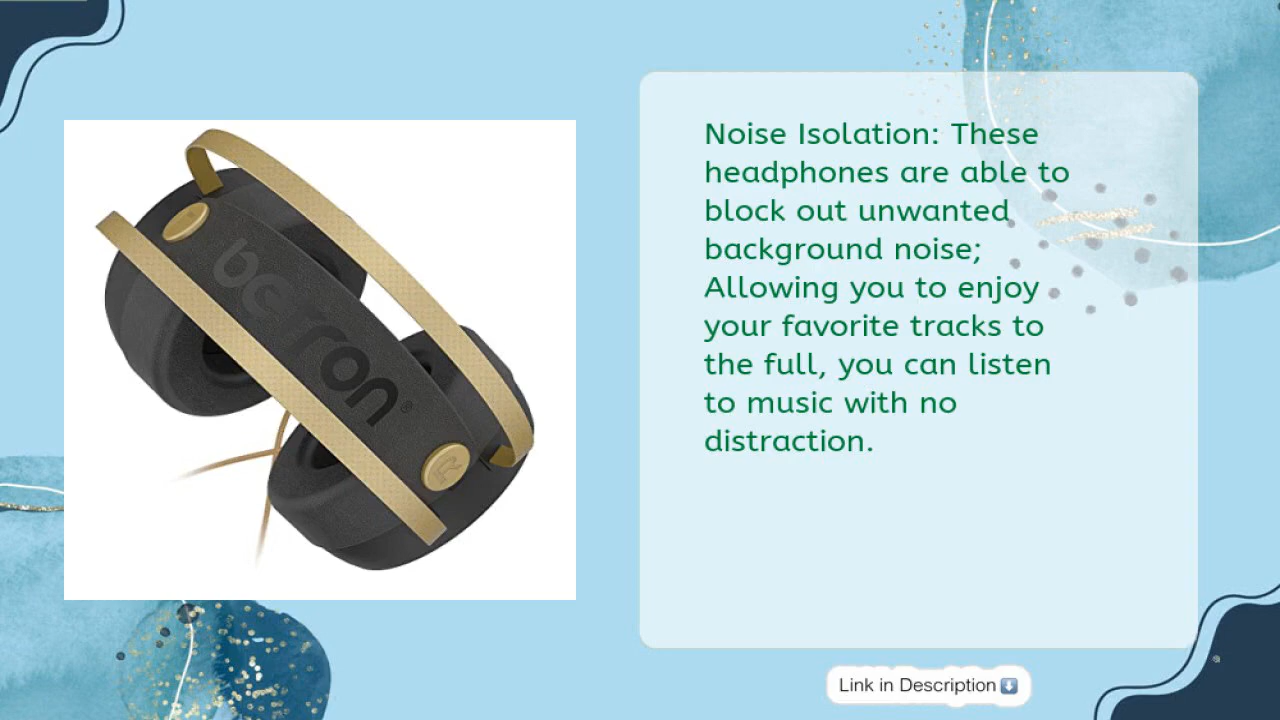 betron®
Noise Isolation: These
headphones are able to
block out unwanted
background noise;
Allowing you to enjoy
your favorite tracks to
the full, you can listen
to music with no
distraction.
Link in Description⬇️